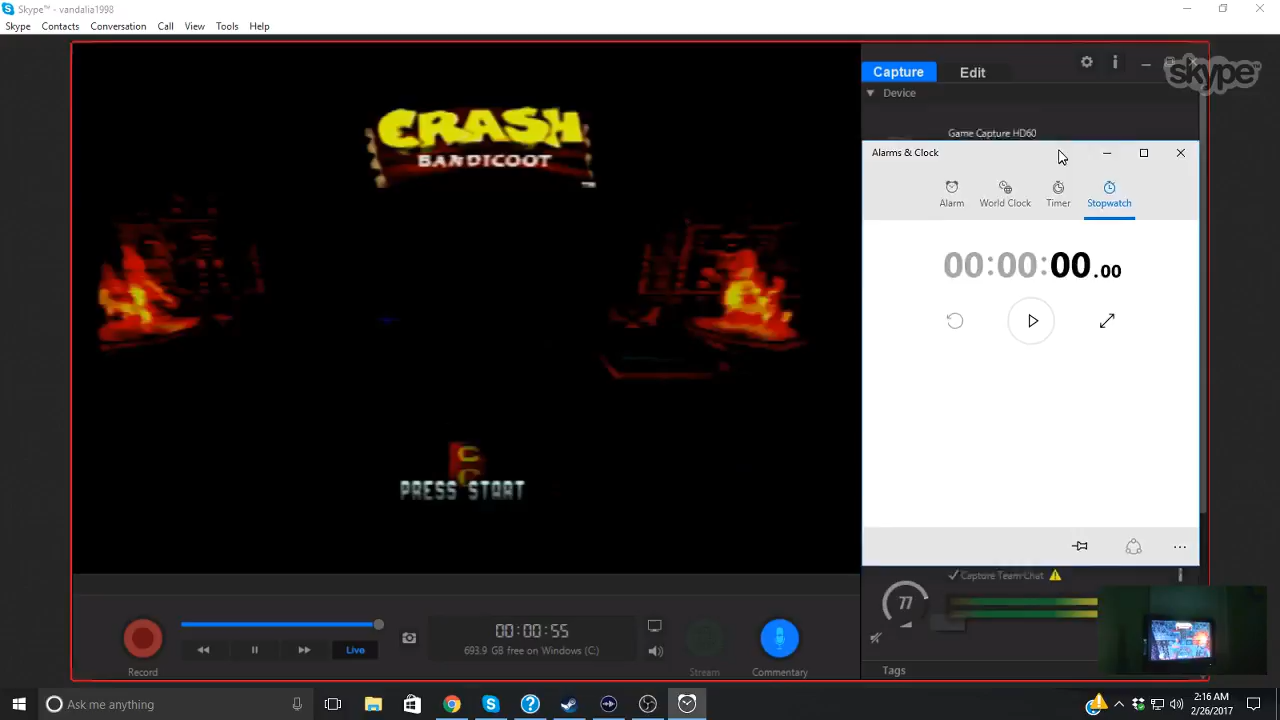 Skype™ - vandalia1998
Skype Contacts Conversation Call View Tools Help
skype
Capture Edit
Device
Game Capture HD60
CRASH
BANDICOOT
Alarms & Clock
Alarm World Clock Timer Stopwatch
00:00:00.00
C
C
PRESS START
Capture Team Chat
77
00:00:55
693.9 GB free on Windows (C:)
Live
Record
Stream
Commentary
Tags
Ask me anything
2:16 AM
2/26/2017